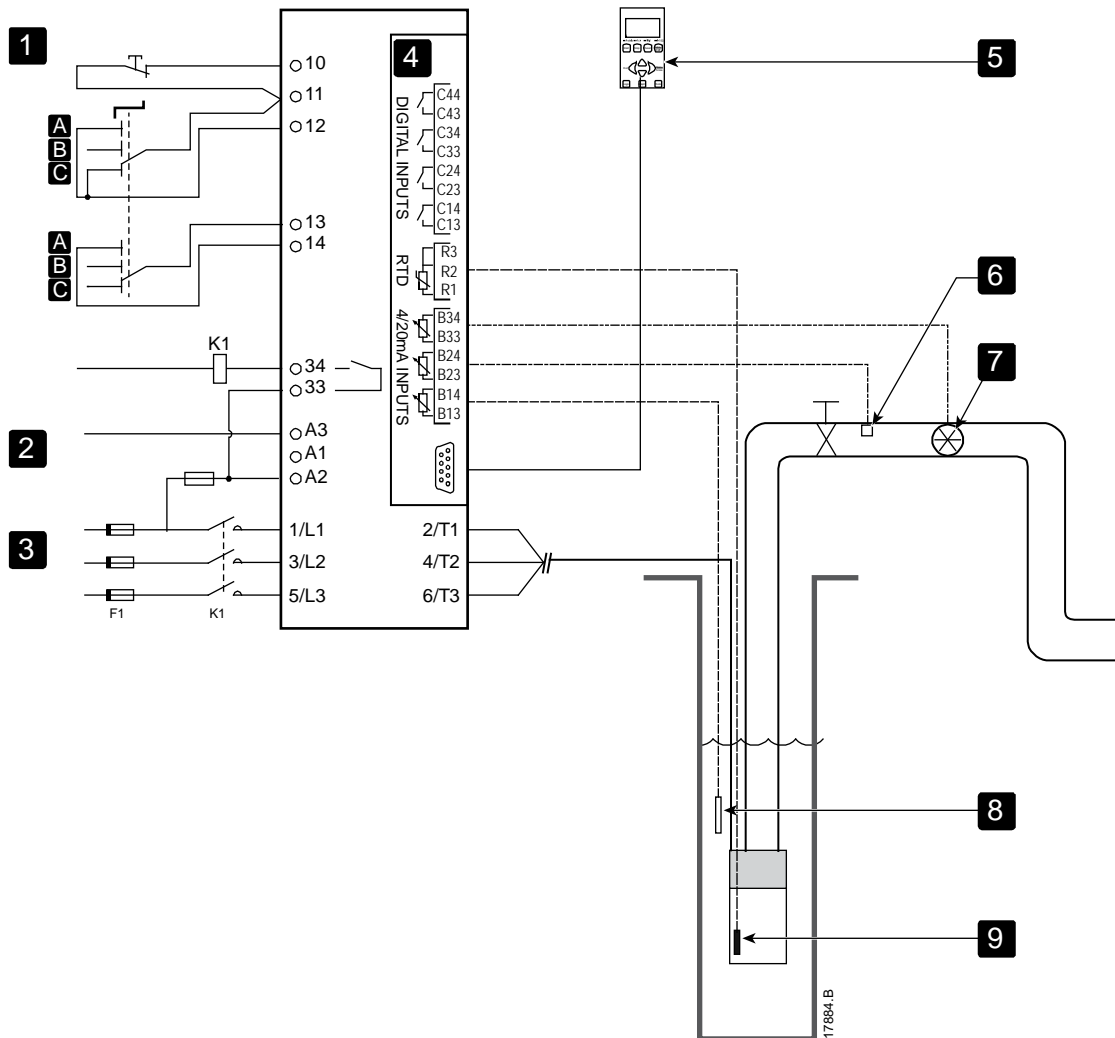 1
10
11
12
A
B
C
13
14
A
B
C
K1
34
33
2
A3
A1
A2
3
1/L1
3/L2
5/L3
F1
K1
2/T1
4/T2
6/T3
4
DIGITAL INPUTS
C44
C43
C34
C33
C24
C23
C14
C13
RTD
R3
R2
R1
4/20mA INPUTS
B34
B33
B24
B23
B14
B13
5
6
7
8
9
17884.B